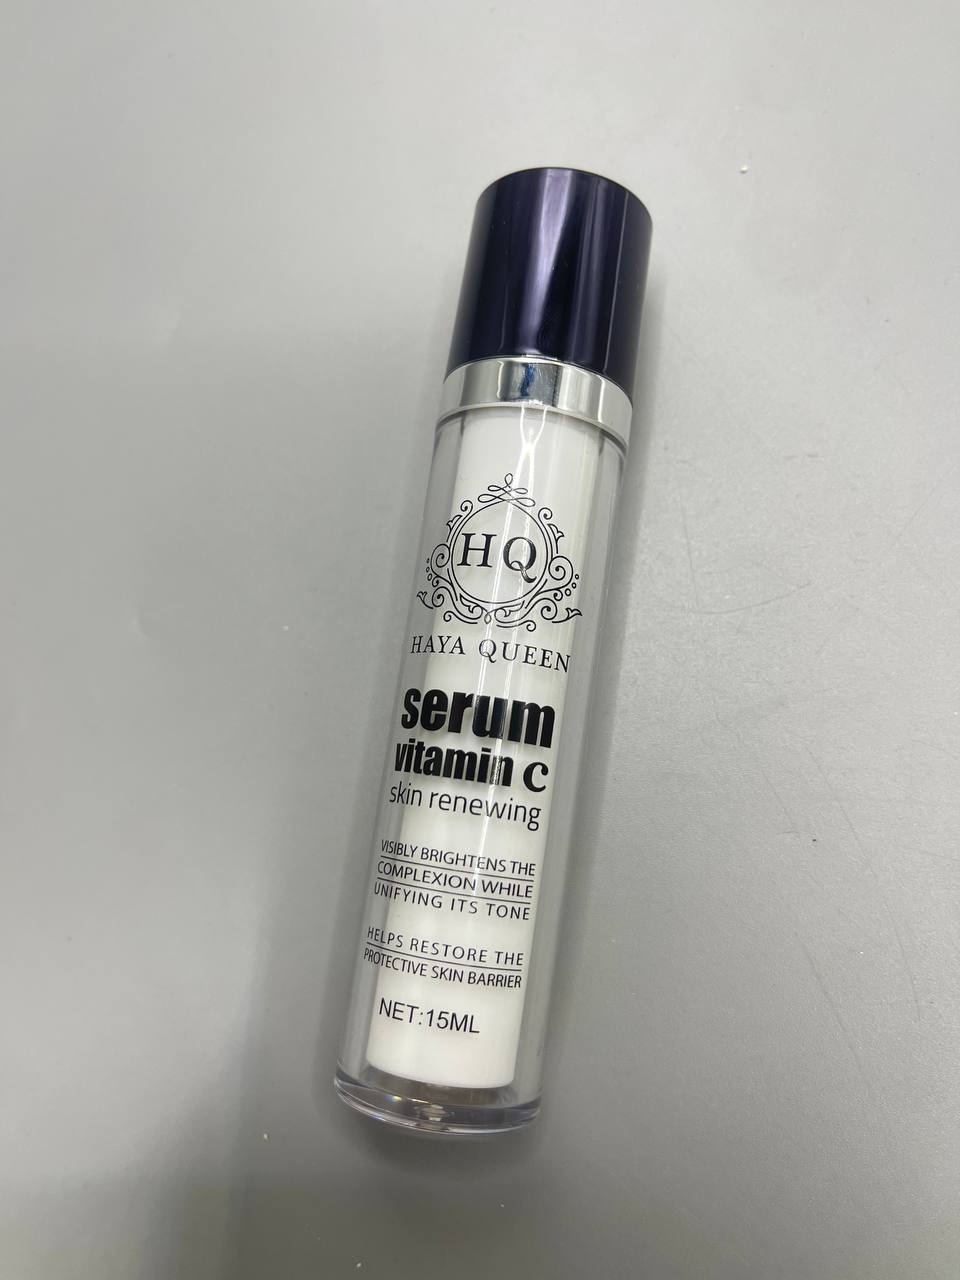 HQ
HAYA QUEEN
serum
vitamin c
skin renewing
VISIBLY BRIGHTENS THE
COMPLEXION WHILE
UNIFYING ITS TONE
HELPS RESTORE THE
PROTECTIVE SKIN BARRIER
NET:15ML